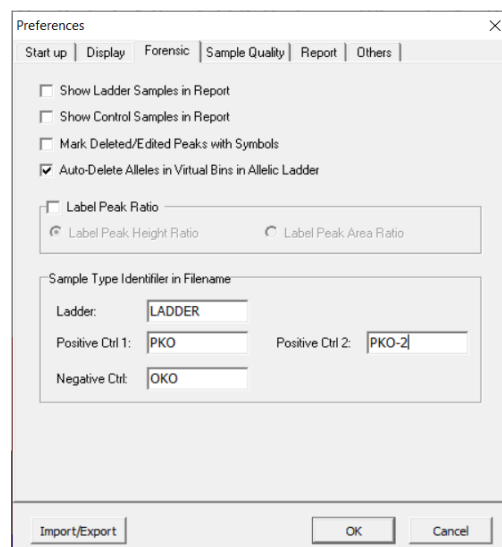 Preferences
Start up Display Forensic Sample Quality Report Others
Show Ladder Samples in Report
Show Control Samples in Report
Mark Deleted/Edited Peaks with Symbols
Auto-Delete Alleles in Virtual Bins in Allelic Ladder
Label Peak Ratio
Label Peak Height Ratio Label Peak Area Ratio
Sample Type Identifiler in Filename
Ladder: LADDER
Positive Ctrl 1: PKO Positive Ctrl 2: PKO-2
Negative Ctrl: OKO
Import/Export OK Cancel